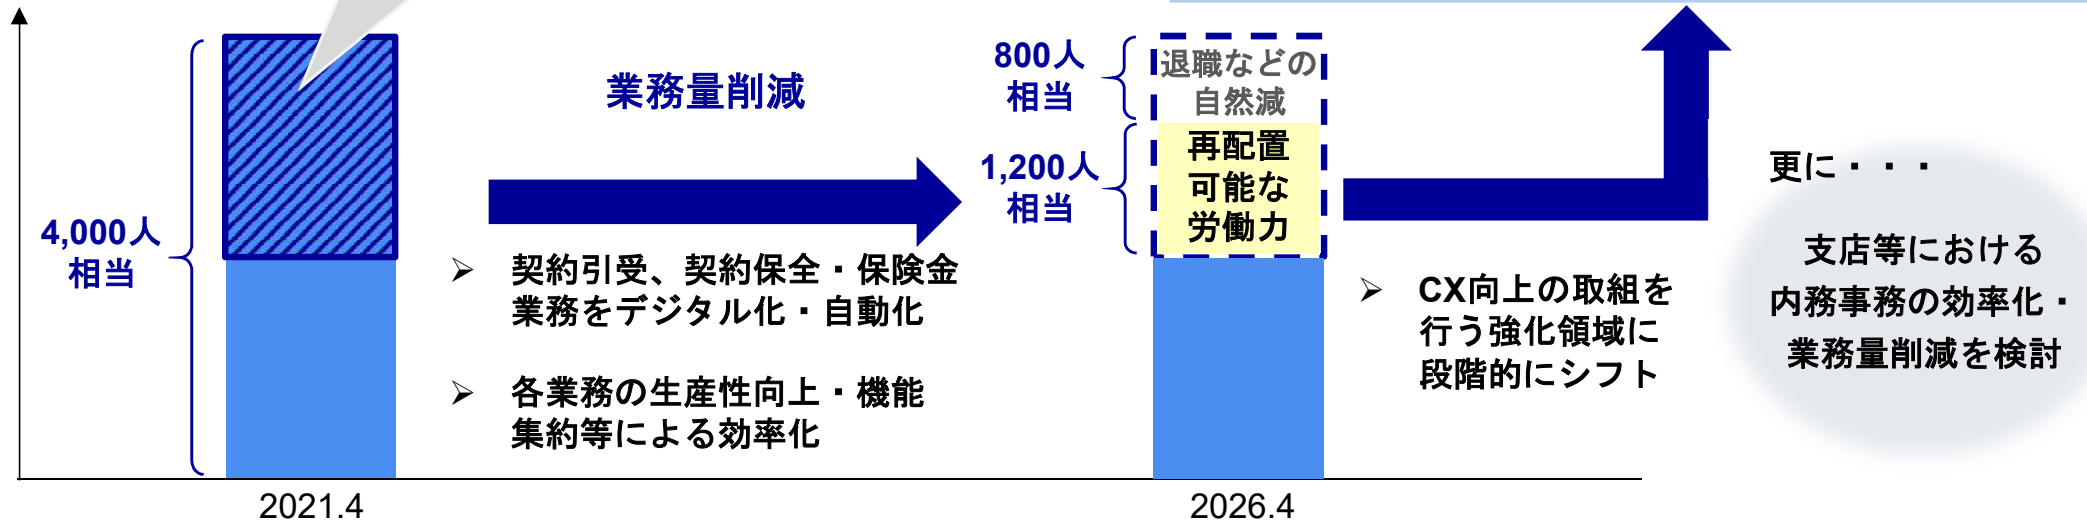 4,000人
相当
2021.4
業務量削減
➢ 契約引受、契約保全・保険金
業務をデジタル化・自動化
➢ 各業務の生産性向上・機能
集約等による効率化
800人
相当
1,200人
相当
退職などの
自然減
再配置
可能な
労働力
2026.4
➢ CX向上の取組を
行う強化領域に
段階的にシフト
更に・・・
支店等における
内務事務の効率化・
業務量削減を検討